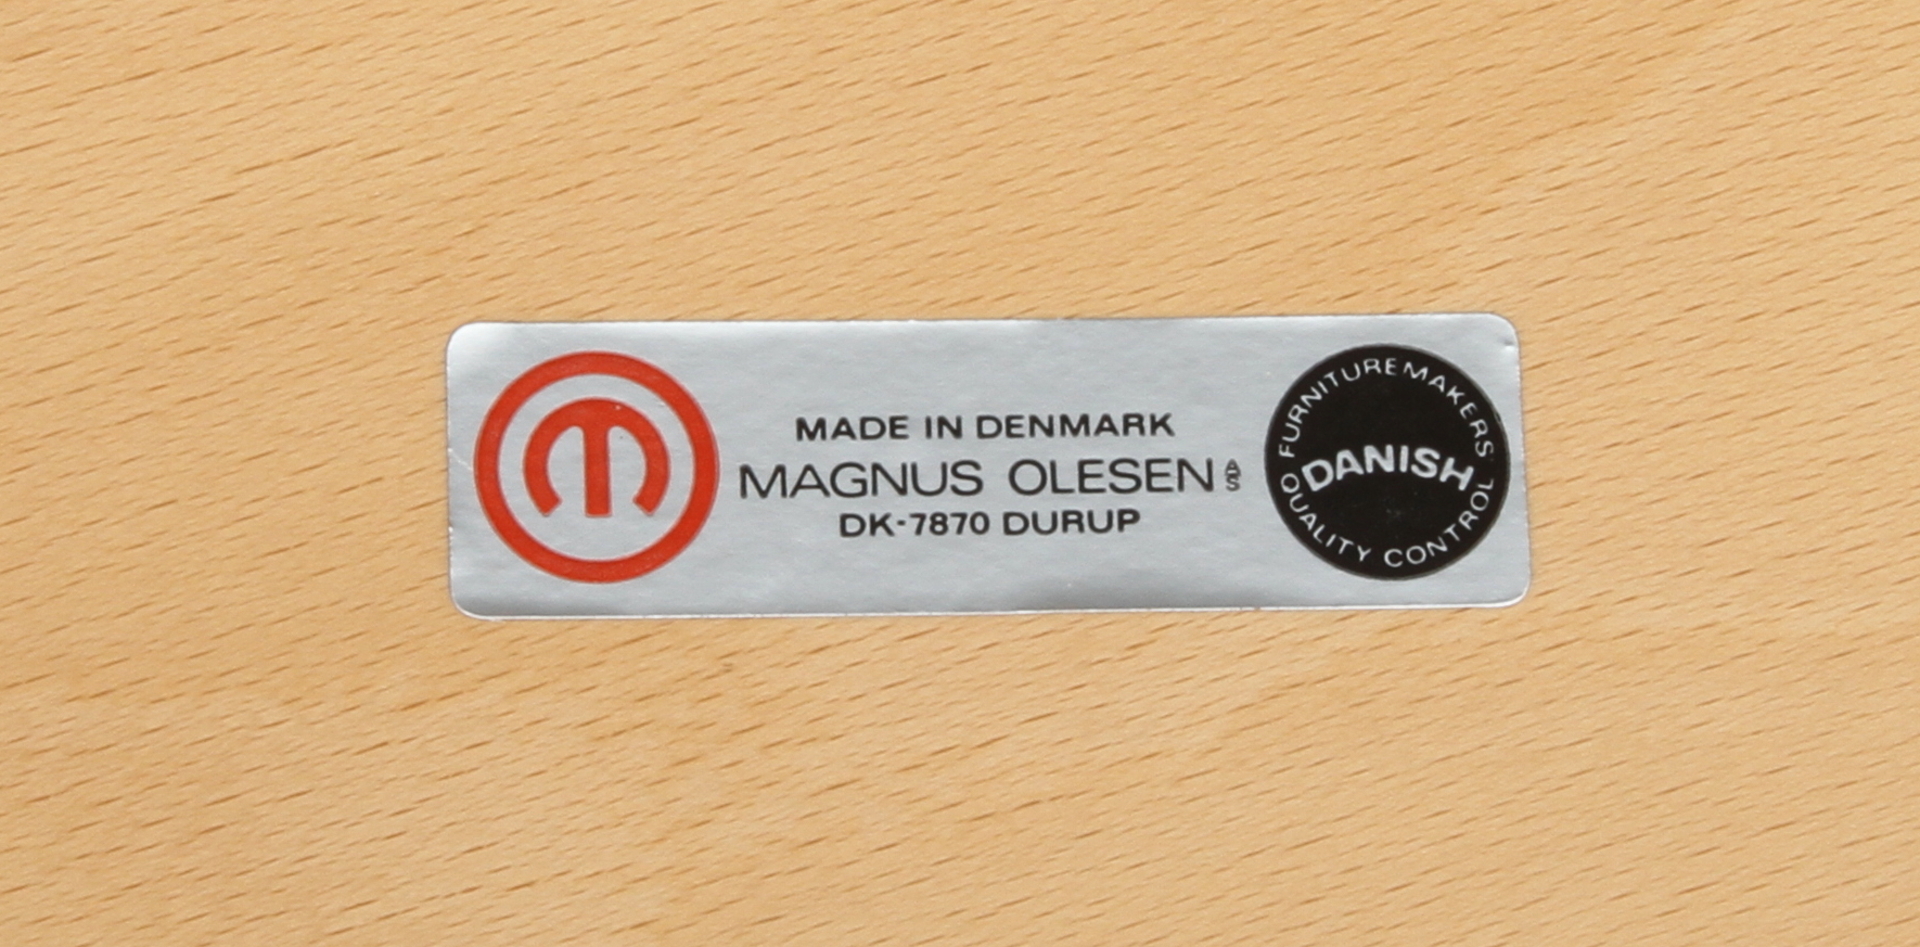 MADE IN DENMARK
MAGNUS OLESEN A/S
DK-7870 DURUP
FURNITUREMAKERS'
DANISH
QUALITY CONTROL